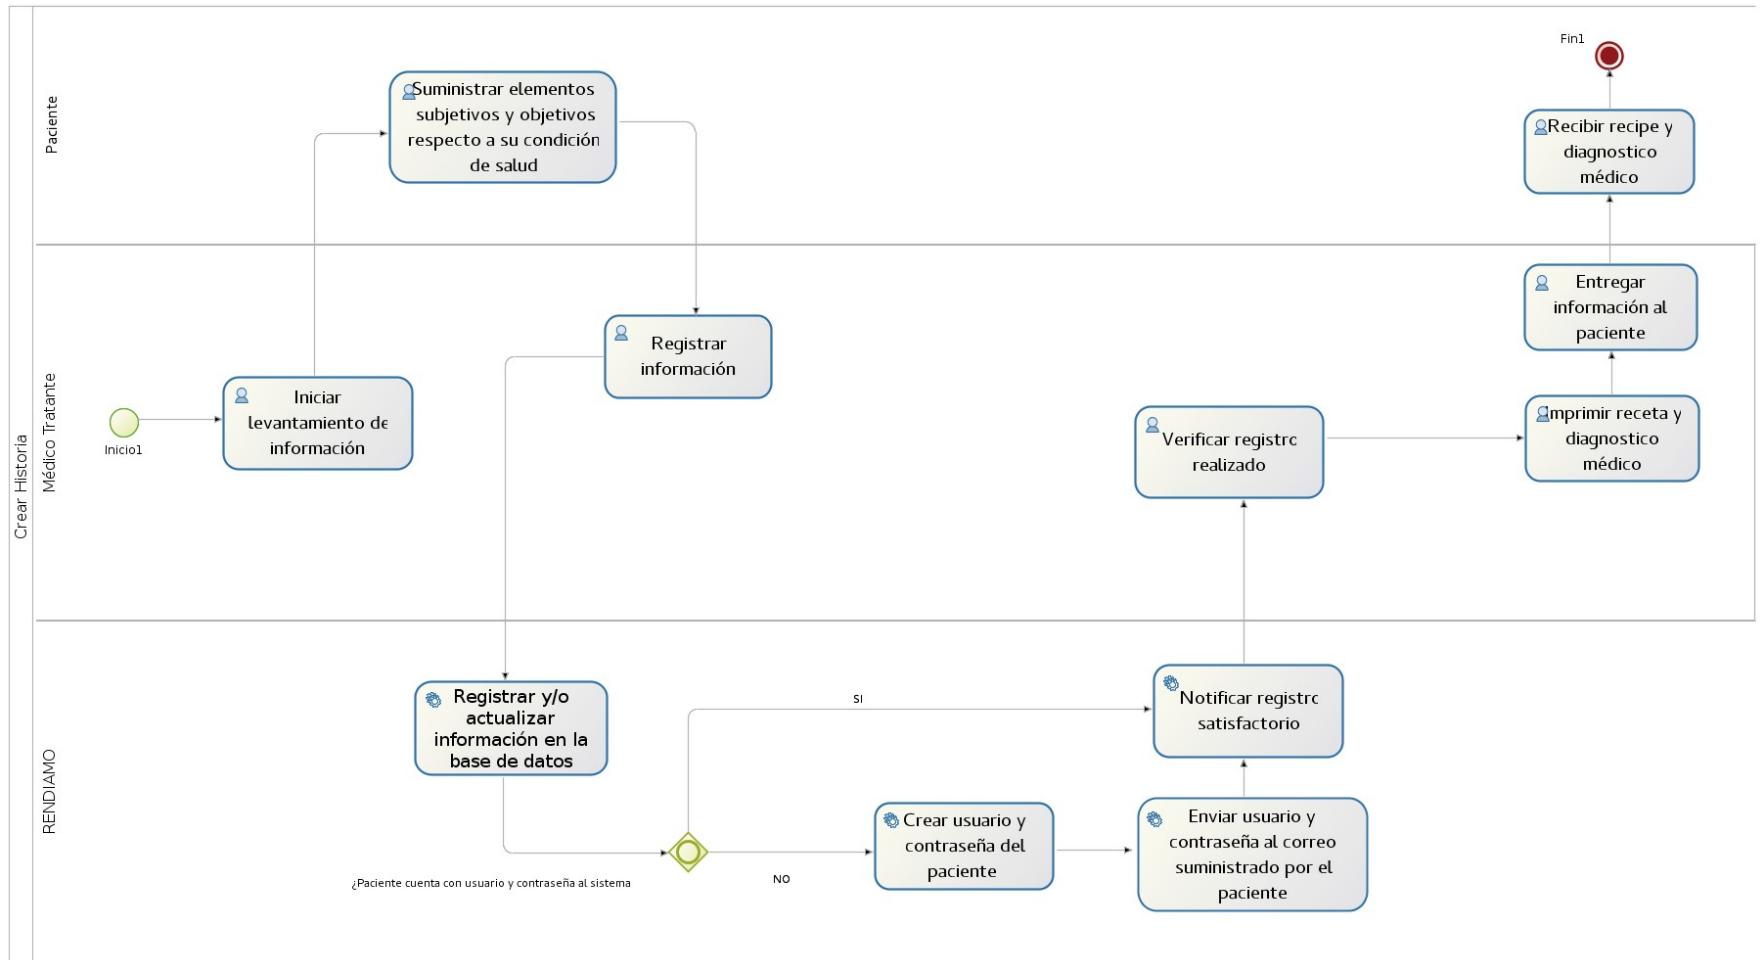 Crear Historia
Paciente
Médico Tratante
RENDIAMO
Fin1
Suministrar elementos
subjetivos y objetivos
respecto a su condición
de salud
Recibir recipe y
diagnostico
médico
Entregar
información al
paciente
Registrar
información
Iniciar
levantamiento de
información
Inicio1
Verificar registro
realizado
Imprimir receta y
diagnostico
médico
Registrar y/o
actualizar
información en la
base de datos
SI
Notificar registro
satisfactorio
¿Paciente cuenta con usuario y contraseña al sistema
NO
Crear usuario y
contraseña del
paciente
Enviar usuario y
contraseña al correo
suministrado por el
paciente